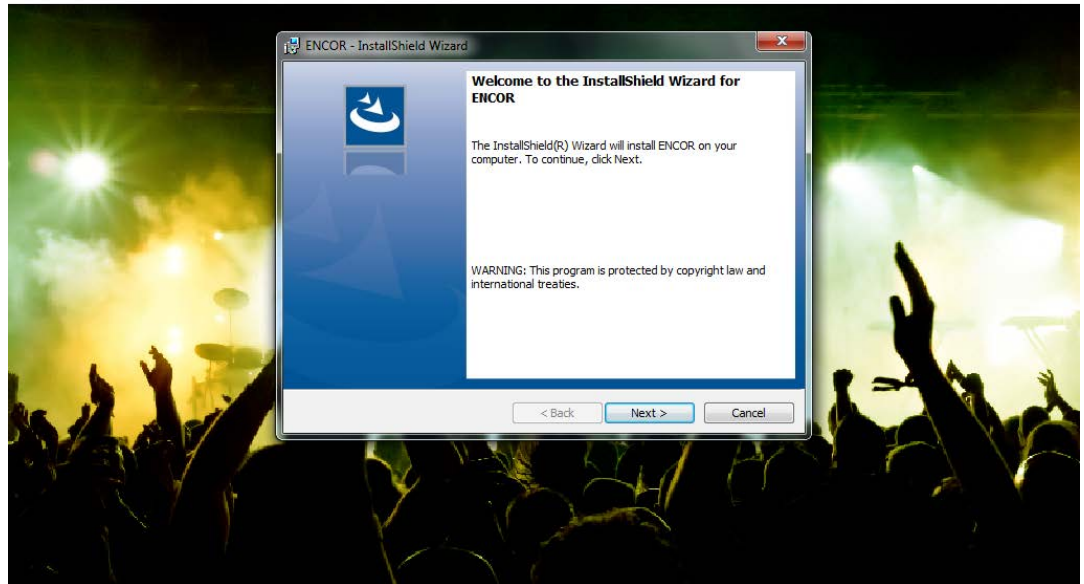 ENCOR - InstallShield Wizard
Welcome to the InstallShield Wizard for
ENCOR
The InstallShield(R) Wizard will install ENCOR on your
computer. To continue, click Next.
WARNING: This program is protected by copyright law and
international treaties.
< Back Next > Cancel